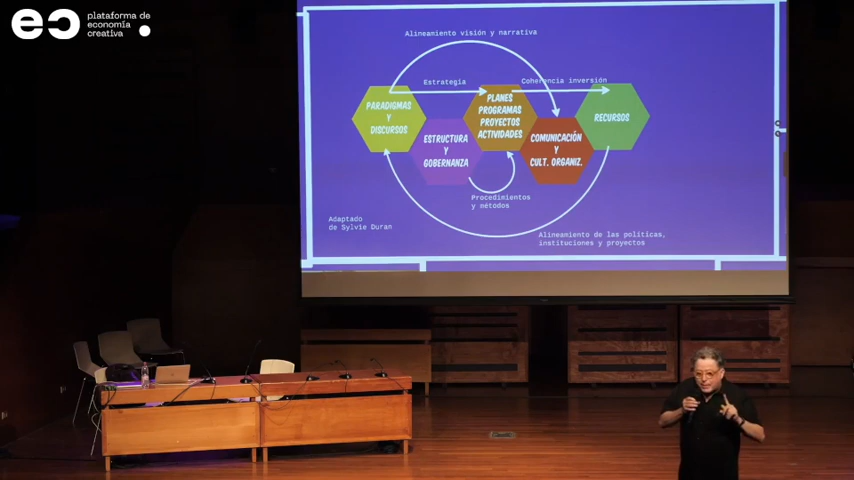 plataforma de
economía
creativa
Alineamiento visión y narrativa
Estrategia
Coherencia inversión
PARADIGMAS
Y
DISCURSOS
ESTRUCTURA
Y
GOBERNANZA
PLANES
PROGRAMAS
PROYECTOS
ACTIVIDADES
COMUNICACIÓN
Y
CULT. ORGANIZ.
RECURSOS
Procedimientos
y métodos
Adaptado
de Sylvie Duran
Alineamiento de las políticas,
instituciones y proyectos